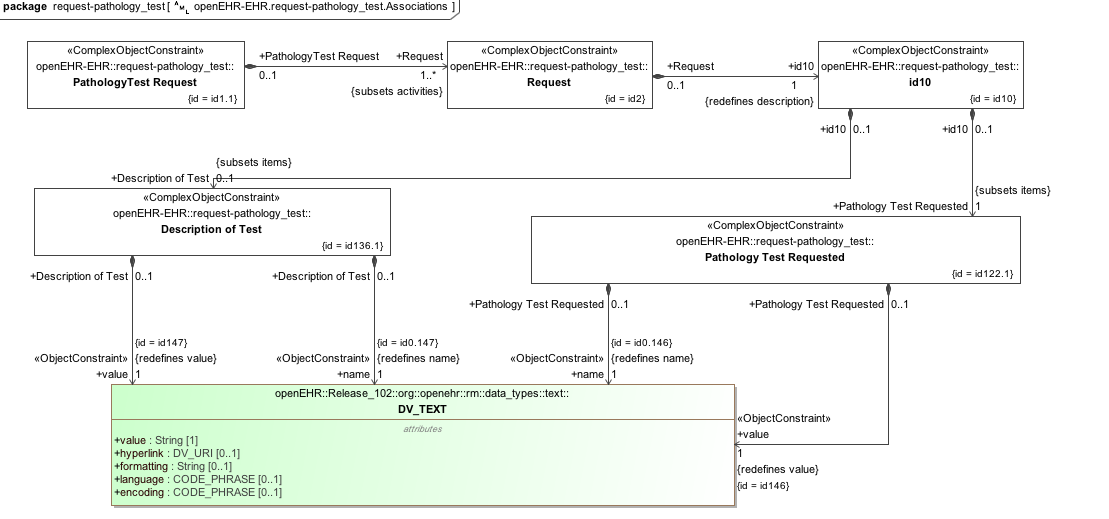 package request-pathology_test [ openEHR-EHR.request-pathology_test.Associations ]
«ComplexObjectConstraint»
openEHR-EHR::request-pathology_test::
PathologyTest Request
{id = id1.1}
+PathologyTest Request
+Request
0..1
1..*
{subsets activities}
«ComplexObjectConstraint»
openEHR-EHR::request-pathology_test::
Request
{id = id2}
+Request
+id10
0..1
1
{redefines description}
«ComplexObjectConstraint»
openEHR-EHR::request-pathology_test::
id10
{id = id10}
+id10 0..1
+id10 0..1
{subsets items}
+Description of Test 0..1
{subsets items}
+Pathology Test Requested 1
«ComplexObjectConstraint»
openEHR-EHR::request-pathology_test::
Description of Test
{id = id136.1}
«ComplexObjectConstraint»
openEHR-EHR::request-pathology_test::
Pathology Test Requested
{id = id122.1}
+Description of Test 0..1
+Description of Test 0..1
+Pathology Test Requested 0..1
+Pathology Test Requested 0..1
{id = id147}
«ObjectConstraint» {redefines value}
+value 1
{id = id0.147}
«ObjectConstraint» {redefines name}
+name 1
{id = id0.146}
«ObjectConstraint» {redefines name}
+name 1
openEHR::Release_102::org::openehr::rm::data_types::text::
DV_TEXT
attributes
+value : String [1]
+hyperlink : DV_URI [0..1]
+formatting : String [0..1]
+language : CODE_PHRASE [0..1]
+encoding : CODE_PHRASE [0..1]
«ObjectConstraint»
+value
1
{redefines value}
{id = id146}